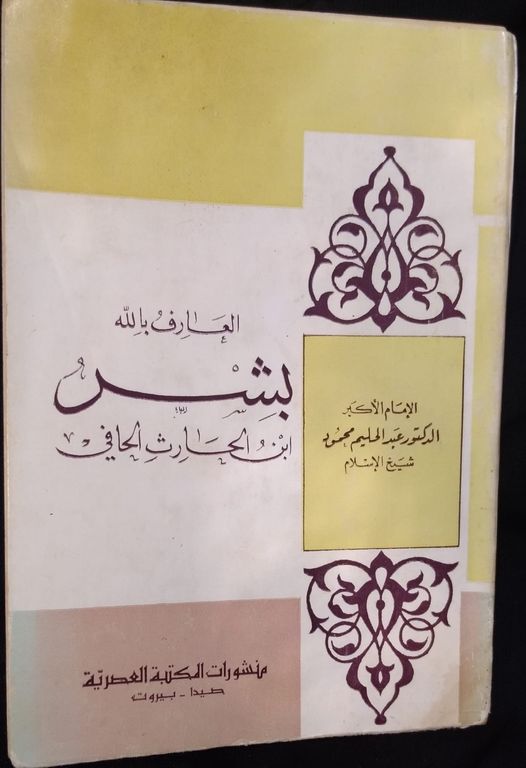 العارف بالله
بشر
ابن الحارث الحافي
الإمام الأكبر
الدكتور عبد الحليم محمود
شيخ الإسلام
منشورات المكتبة العصرية
صيدا - بيروت